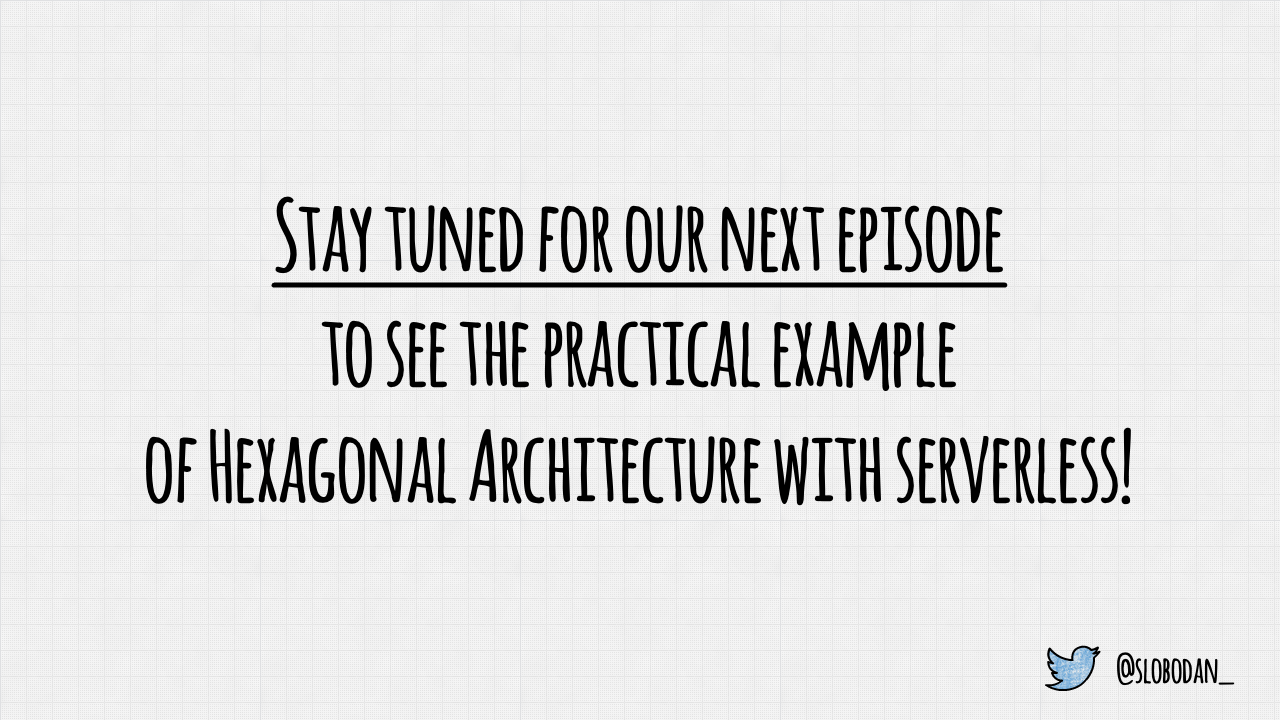 Stay tuned for our next episode
to see the practical example
of Hexagonal Architecture with serverless!
@slobodan_